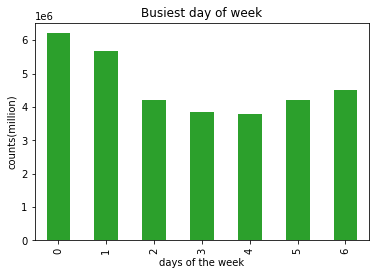 Busiest day of week
1e6
6
5
4
3
2
1
0
counts(million)
0 1 2 3 4 5 6
days of the week